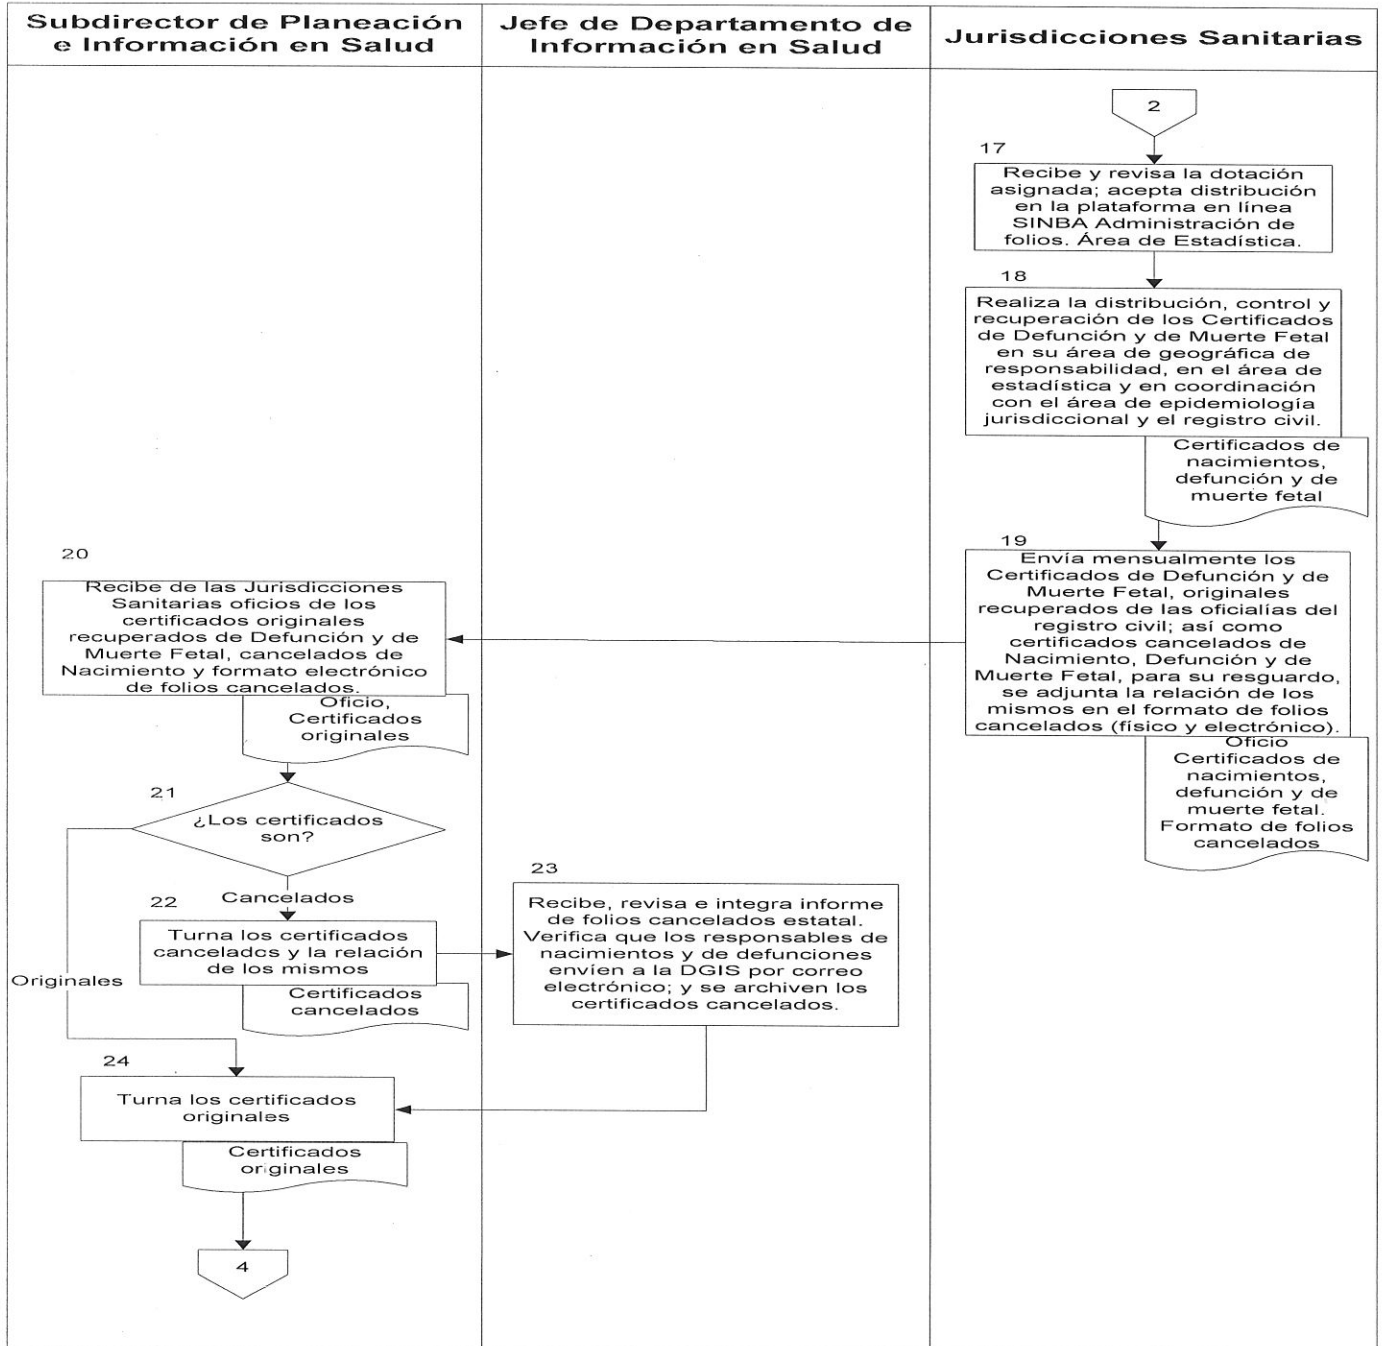 Subdirector de Planeación
e Información en Salud
Jefe de Departamento de
Información en Salud
Jurisdicciones Sanitarias
2
17
Recibe y revisa la dotación
asignada; acepta distribución
en la plataforma en línea
SINBA Administración de
folios. Área de Estadística.
18
Realiza la distribución, control y
recuperación de los Certificados
de Defunción y de Muerte Fetal
en su área de geográfica de
responsabilidad, en el área de
estadística y en coordinación
con el área de epidemiología
jurisdiccional y el registro civil.
Certificados de
nacimientos,
defunción y de
muerte fetal
19
Envía mensualmente los
Certificados de Defunción y de
Muerte Fetal, originales
recuperados de las oficialías del
registro civil; así como
certificados cancelados de
Nacimiento, Defunción y de
Muerte Fetal, para su resguardo,
se adjunta la relación de los
mismos en el formato de folios
cancelados (físico y electrónico).
Oficio
Certificados de
nacimientos,
defunción y de
muerte fetal.
Formato de folios
cancelados
20
Recibe de las Jurisdicciones
Sanitarias oficios de los
certificados originales
recuperados de Defunción y de
Muerte Fetal, cancelados de
Nacimiento y formato electrónico
de folios cancelados.
Oficio,
Certificados
originales
21
¿Los certificados
son?
Cancelados
Originales
22
Turna los certificados
cancelados y la relación
de los mismos
Certificados
cancelados
23
Recibe, revisa e integra informe
de folios cancelados estatal.
Verifica que los responsables de
nacimientos y de defunciones
envíen a la DGIS por correo
electrónico; y se archiven los
certificados cancelados.
24
Turna los certificados
originales
Certificados
originales
4